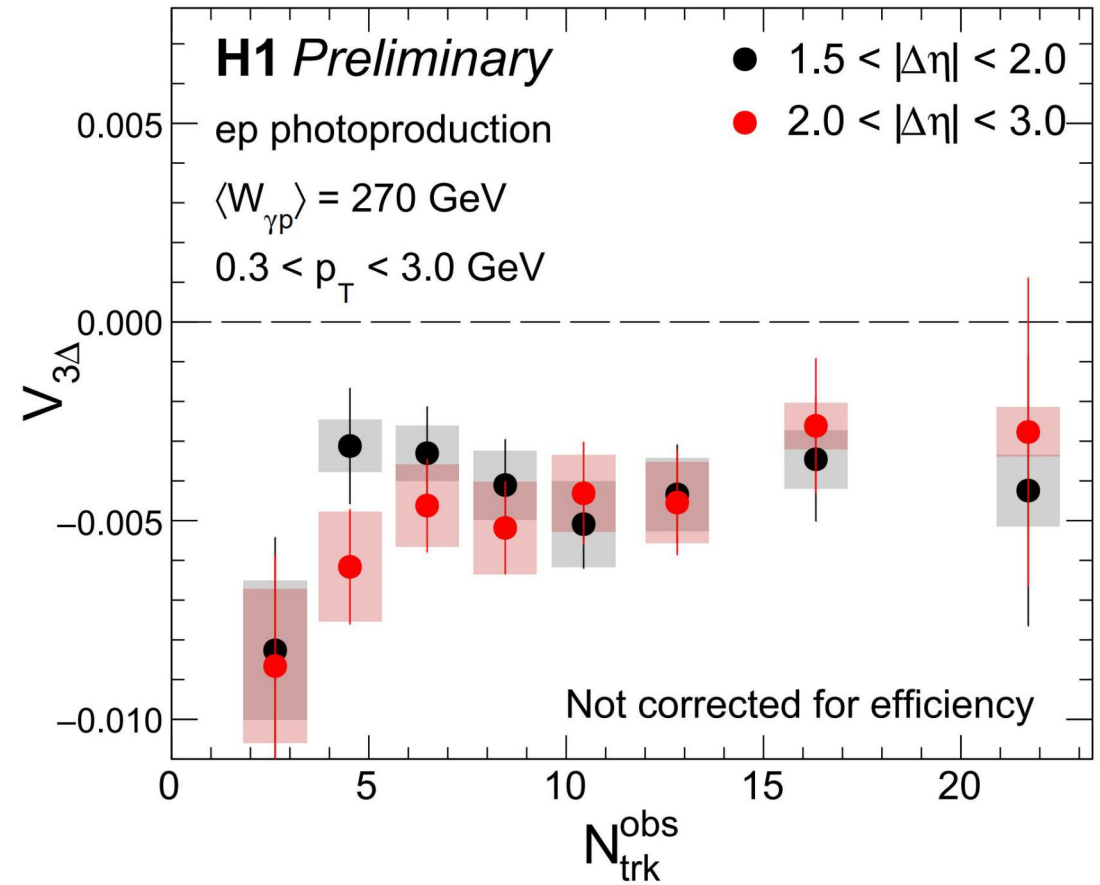 H1 Preliminary
ep photoproduction
⟨W_γp⟩ = 270 GeV
0.3 < p_T < 3.0 GeV
1.5 < |Δη| < 2.0
2.0 < |Δη| < 3.0
0.005
0.000
−0.005
−0.010
V_3Δ
Not corrected for efficiency
0 5 10 15 20
N_trk^obs